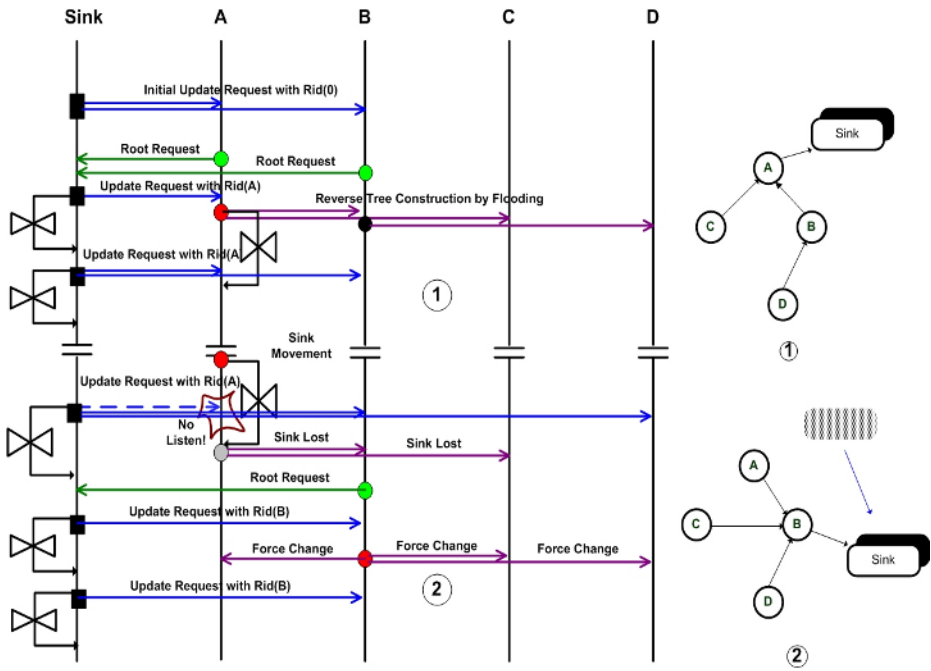 Sink A B C D
Initial Update Request with Rid(0)
Root Request
Root Request
Update Request with Rid(A)
Reverse Tree Construction by Flooding
Update Request with Rid(A
1
Sink
Movement
Update Request with Rid(A)
No
Listen!
Sink Lost
Sink Lost
Root Request
Update Request with Rid(B)
Force Change
Force Change
Force Change
Update Request with Rid(B)
2
Sink
A
C
B
D
1
A
C
B
Sink
D
2